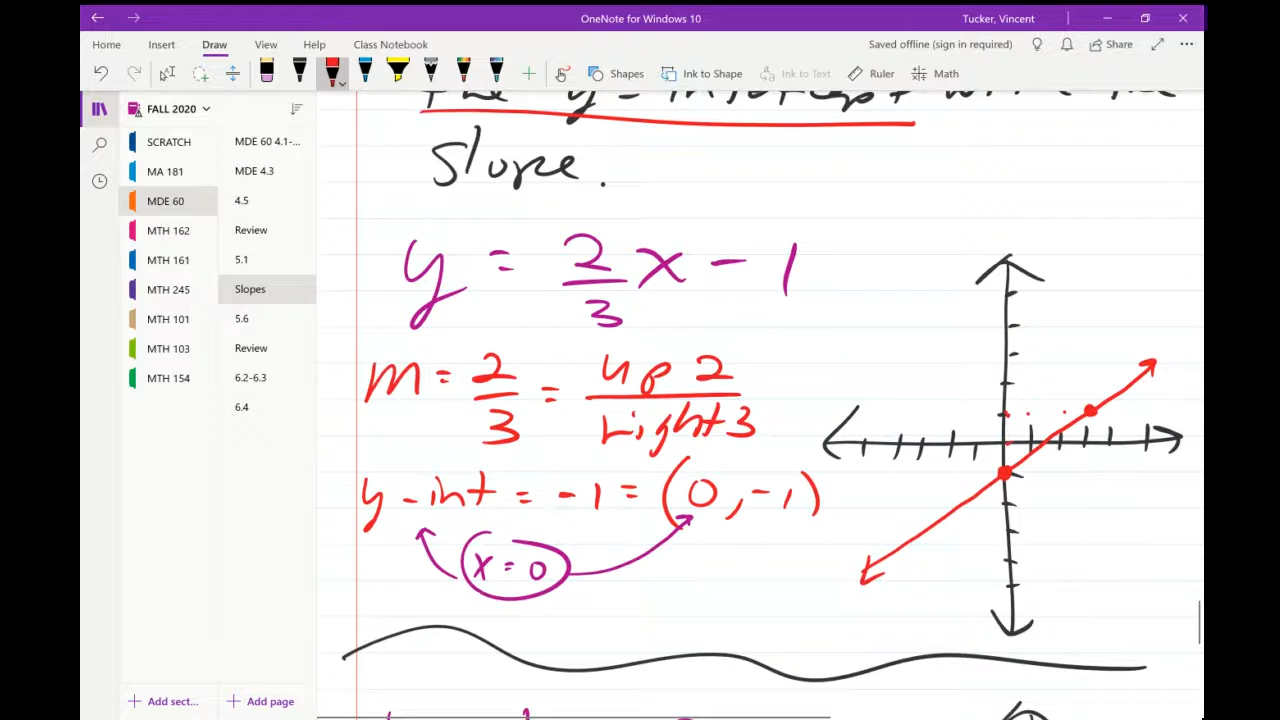 OneNote for Windows 10
Tucker, Vincent
Home Insert Draw View Help Class Notebook
Saved offline (sign in required) Share
Shapes Ink to Shape Ink to Text Ruler Math
FALL 2020
SCRATCH
MA 181
MDE 60
MTH 162
MTH 161
MTH 245
MTH 101
MTH 103
MTH 154
MDE 60 4.1-...
MDE 4.3
4.5
Review
5.1
Slopes
5.6
Review
6.2-6.3
6.4
Add sect...
Add page
the y-intercept
slope.
y = 2/3 x - 1
m = 2/3 = up 2/right 3
y-int = -1 = (0, -1)
x = 0